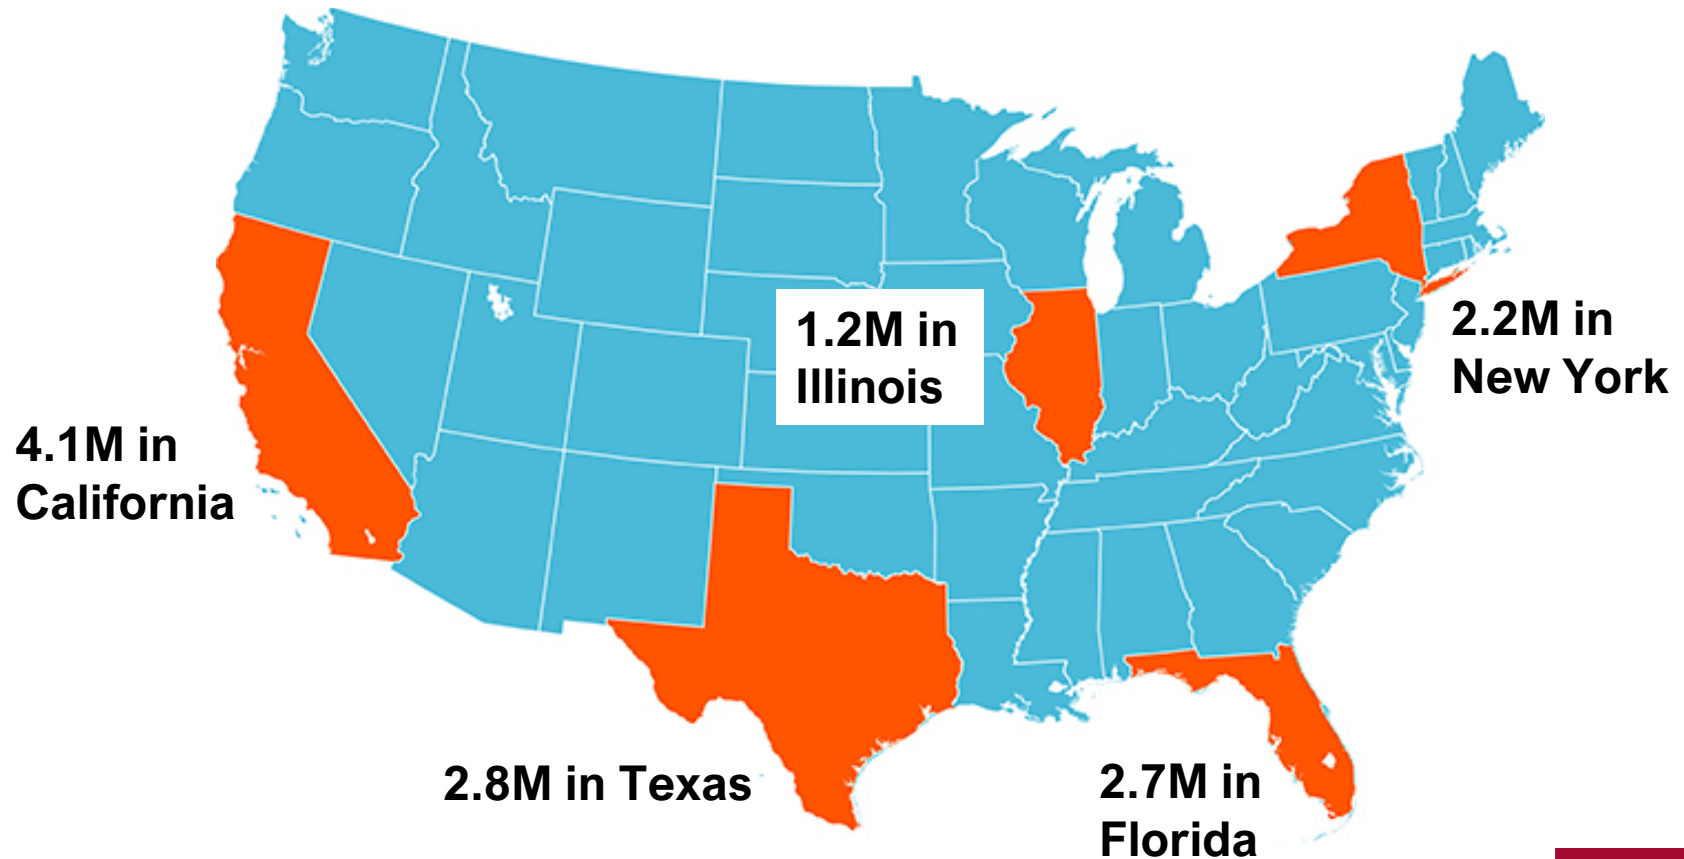 1.2M in
Illinois
2.2M in
New York
4.1M in
California
2.8M in Texas
2.7M in
Florida